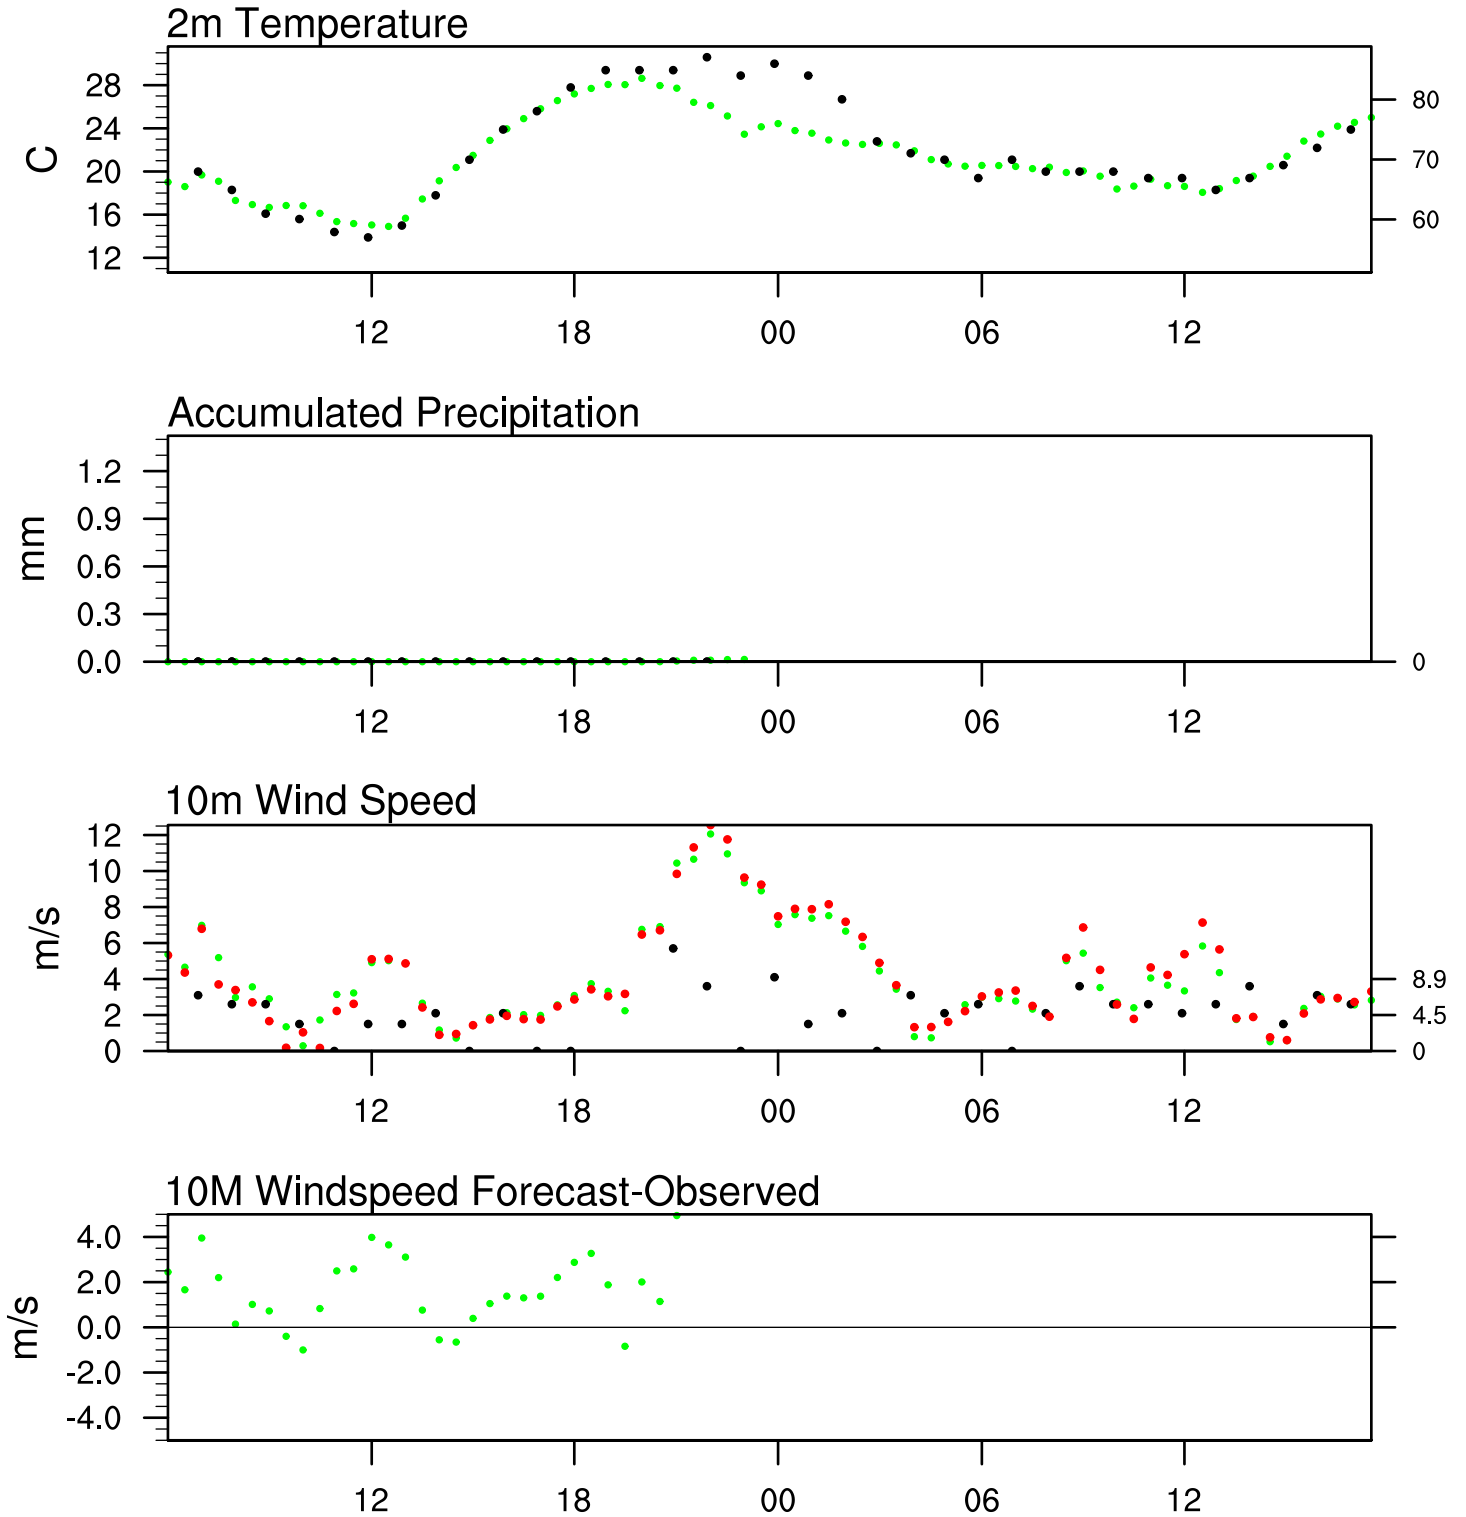 2m Temperature
28
24
20
16
12
C
80
70
60
12 18 00 06 12
Accumulated Precipitation
1.2
0.9
0.6
0.3
0.0
mm
0
12 18 00 06 12
10m Wind Speed
12
10
8
6
4
2
0
m/s
8.9
4.5
0
12 18 00 06 12
10M Windspeed Forecast-Observed
4.0
2.0
0.0
-2.0
-4.0
m/s
12 18 00 06 12